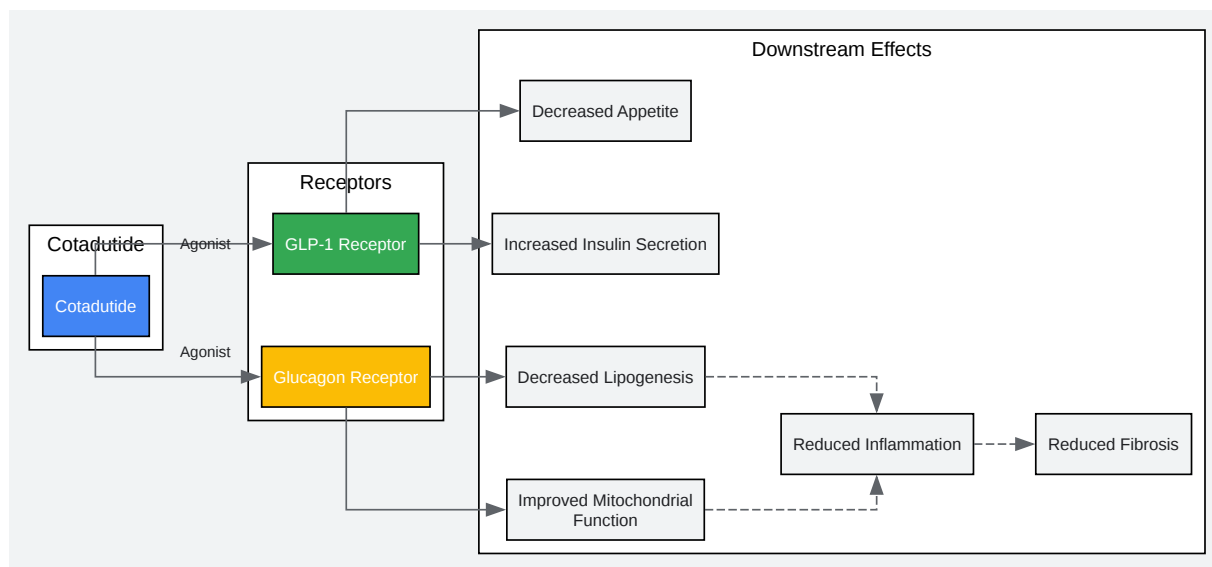 Downstream Effects
Decreased Appetite
Receptors
Cotadutide
Agonist
GLP-1 Receptor
Increased Insulin Secretion
Cotadutide
Agonist
Glucagon Receptor
Decreased Lipogenesis
Reduced Inflammation
Reduced Fibrosis
Improved Mitochondrial
Function